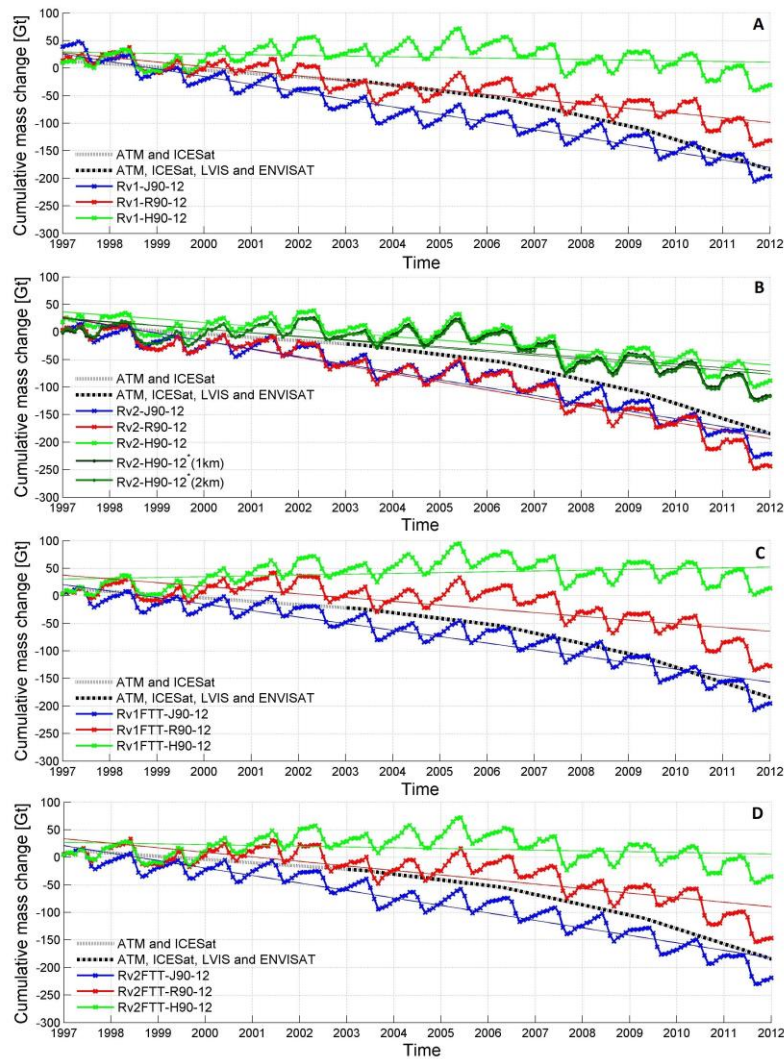 A
Cumulative mass change [Gt]
100
50
0
-50
-100
-150
-200
-250
-300
ATM and ICESat
ATM, ICESat, LVIS and ENVISAT
Rv1-J90-12
Rv1-R90-12
Rv1-H90-12
1997 1998 1999 2000 2001 2002 2003 2004 2005 2006 2007 2008 2009 2010 2011 2012
Time
B
Cumulative mass change [Gt]
100
50
0
-50
-100
-150
-200
-250
-300
ATM and ICESat
ATM, ICESat, LVIS and ENVISAT
Rv2-J90-12
Rv2-R90-12
Rv2-H90-12
Rv2-H90-12*(1km)
Rv2-H90-12*(2km)
1997 1998 1999 2000 2001 2002 2003 2004 2005 2006 2007 2008 2009 2010 2011 2012
Time
C
Cumulative mass change [Gt]
100
50
0
-50
-100
-150
-200
-250
-300
ATM and ICESat
ATM, ICESat, LVIS and ENVISAT
Rv1FTT-J90-12
Rv1FTT-R90-12
Rv1FTT-H90-12
1997 1998 1999 2000 2001 2002 2003 2004 2005 2006 2007 2008 2009 2010 2011 2012
Time
D
Cumulative mass change [Gt]
100
50
0
-50
-100
-150
-200
-250
-300
ATM and ICESat
ATM, ICESat, LVIS and ENVISAT
Rv2FTT-J90-12
Rv2FTT-R90-12
Rv2FTT-H90-12
1997 1998 1999 2000 2001 2002 2003 2004 2005 2006 2007 2008 2009 2010 2011 2012
Time